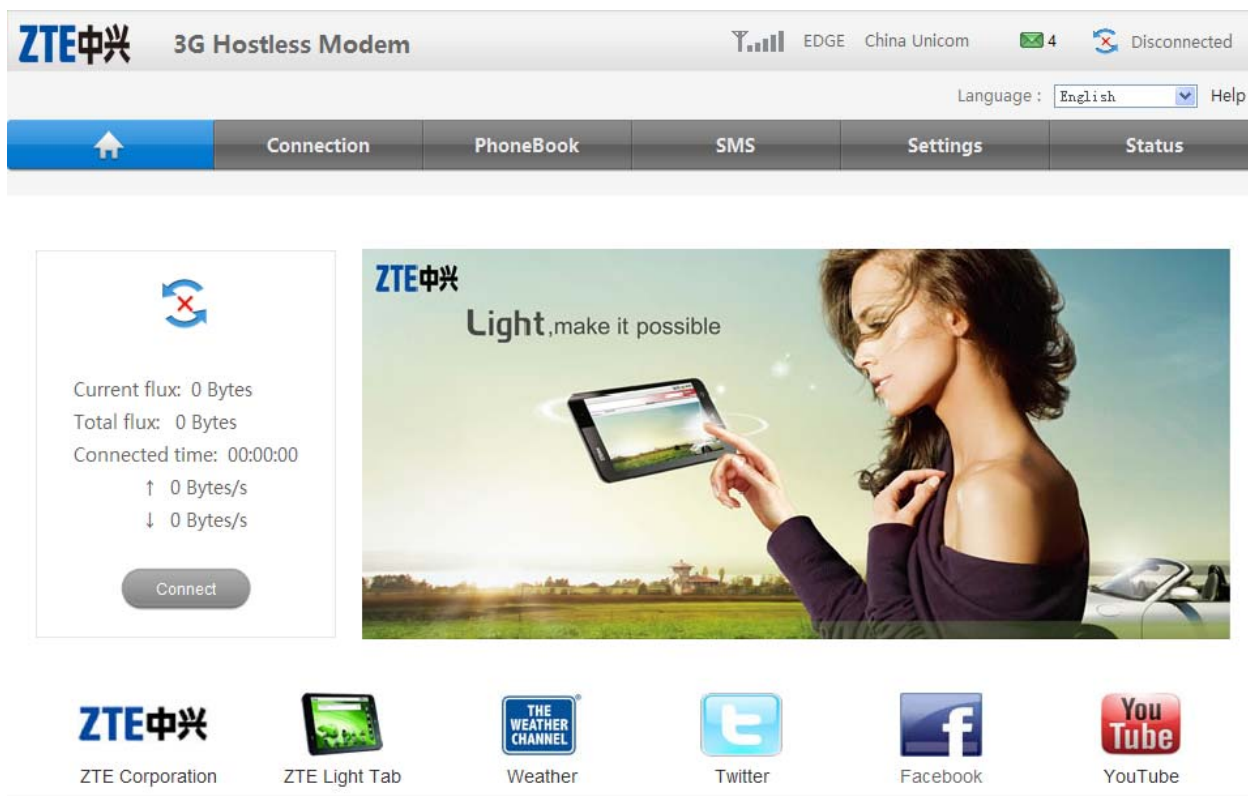 ZTE中兴 3G Hostless Modem EDGE China Unicom 4 Disconnected
Language : English Help
Connection PhoneBook SMS Settings Status
Current flux: 0 Bytes
Total flux: 0 Bytes
Connected time: 00:00:00
↑ 0 Bytes/s
↓ 0 Bytes/s
Connect
ZTE中兴
Light,make it possible
ZTE中兴
THE WEATHER CHANNEL
t
f
You Tube
ZTE Corporation ZTE Light Tab Weather Twitter Facebook YouTube